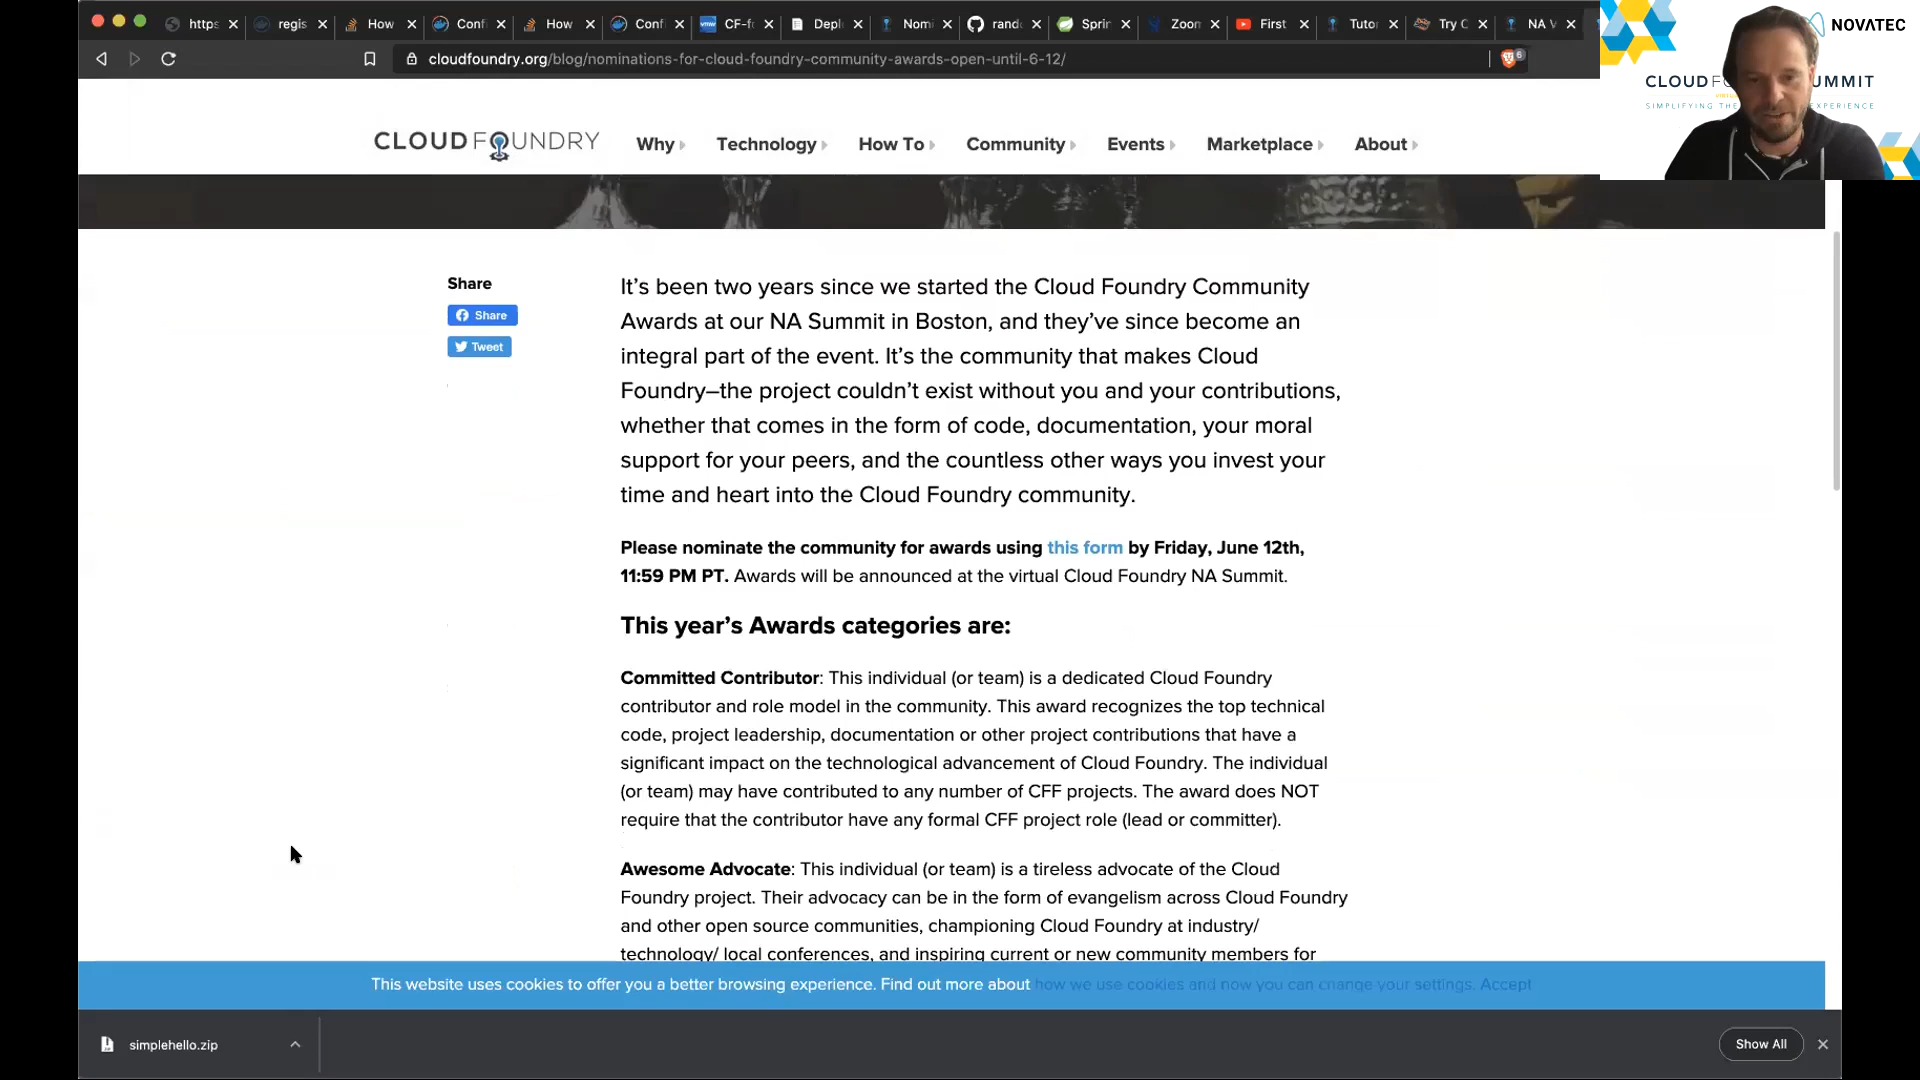 https
regis
How
Confi
How
Confi
CF-fo
Depl
Nomi
rand
Sprin
Zoom
First
Tuto
Try C
NA V
cloudfoundry.org/blog/nominations-for-cloud-foundry-community-awards-open-until-6-12/
6
NOVATEC
CLOUD UMMIT
SIMPLIFYING THE EXPERIENCE
CLOUD FOUNDRY
Why
Technology
How To
Community
Events
Marketplace
About
Share
Share
Tweet
It’s been two years since we started the Cloud Foundry Community
Awards at our NA Summit in Boston, and they’ve since become an
integral part of the event. It’s the community that makes Cloud
Foundry–the project couldn’t exist without you and your contributions,
whether that comes in the form of code, documentation, your moral
support for your peers, and the countless other ways you invest your
time and heart into the Cloud Foundry community.
Please nominate the community for awards using this form by Friday, June 12th,
11:59 PM PT. Awards will be announced at the virtual Cloud Foundry NA Summit.
This year’s Awards categories are:
Committed Contributor: This individual (or team) is a dedicated Cloud Foundry
contributor and role model in the community. This award recognizes the top technical
code, project leadership, documentation or other project contributions that have a
significant impact on the technological advancement of Cloud Foundry. The individual
(or team) may have contributed to any number of CFF projects. The award does NOT
require that the contributor have any formal CFF project role (lead or committer).
Awesome Advocate: This individual (or team) is a tireless advocate of the Cloud
Foundry project. Their advocacy can be in the form of evangelism across Cloud Foundry
and other open source communities, championing Cloud Foundry at industry/
technology/ local conferences, and inspiring current or new community members for
This website uses cookies to offer you a better browsing experience. Find out more about how we use cookies and how you can change your settings. Accept
simplehello.zip
Show All